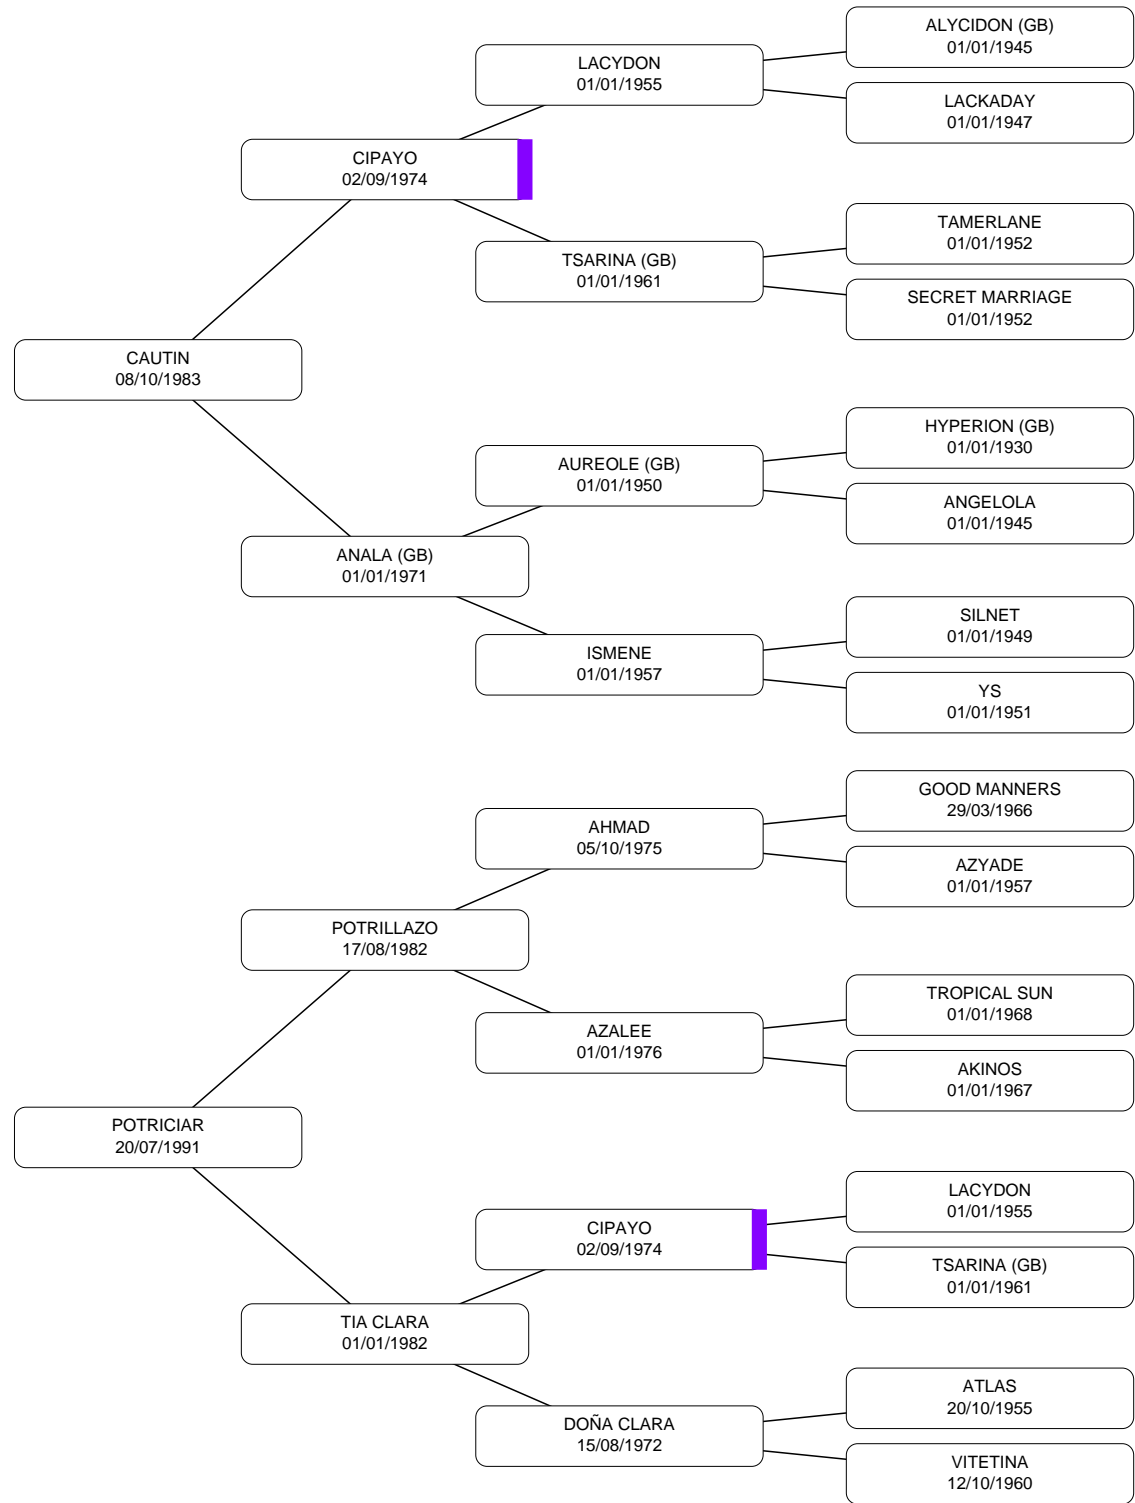 ALYCIDON (GB)
01/01/1945
LACYDON
01/01/1955
LACKADAY
01/01/1947
CIPAYO
02/09/1974
TAMERLANE
01/01/1952
TSARINA (GB)
01/01/1961
SECRET MARRIAGE
01/01/1952
CAUTIN
08/10/1983
HYPERION (GB)
01/01/1930
AUREOLE (GB)
01/01/1950
ANGELOLA
01/01/1945
ANALA (GB)
01/01/1971
SILNET
01/01/1949
ISMENE
01/01/1957
YS
01/01/1951
GOOD MANNERS
29/03/1966
AHMAD
05/10/1975
AZYADE
01/01/1957
POTRILLAZO
17/08/1982
TROPICAL SUN
01/01/1968
AZALEE
01/01/1976
AKINOS
01/01/1967
POTRICIAR
20/07/1991
LACYDON
01/01/1955
CIPAYO
02/09/1974
TSARINA (GB)
01/01/1961
TIA CLARA
01/01/1982
ATLAS
20/10/1955
DOÑA CLARA
15/08/1972
VITETINA
12/10/1960